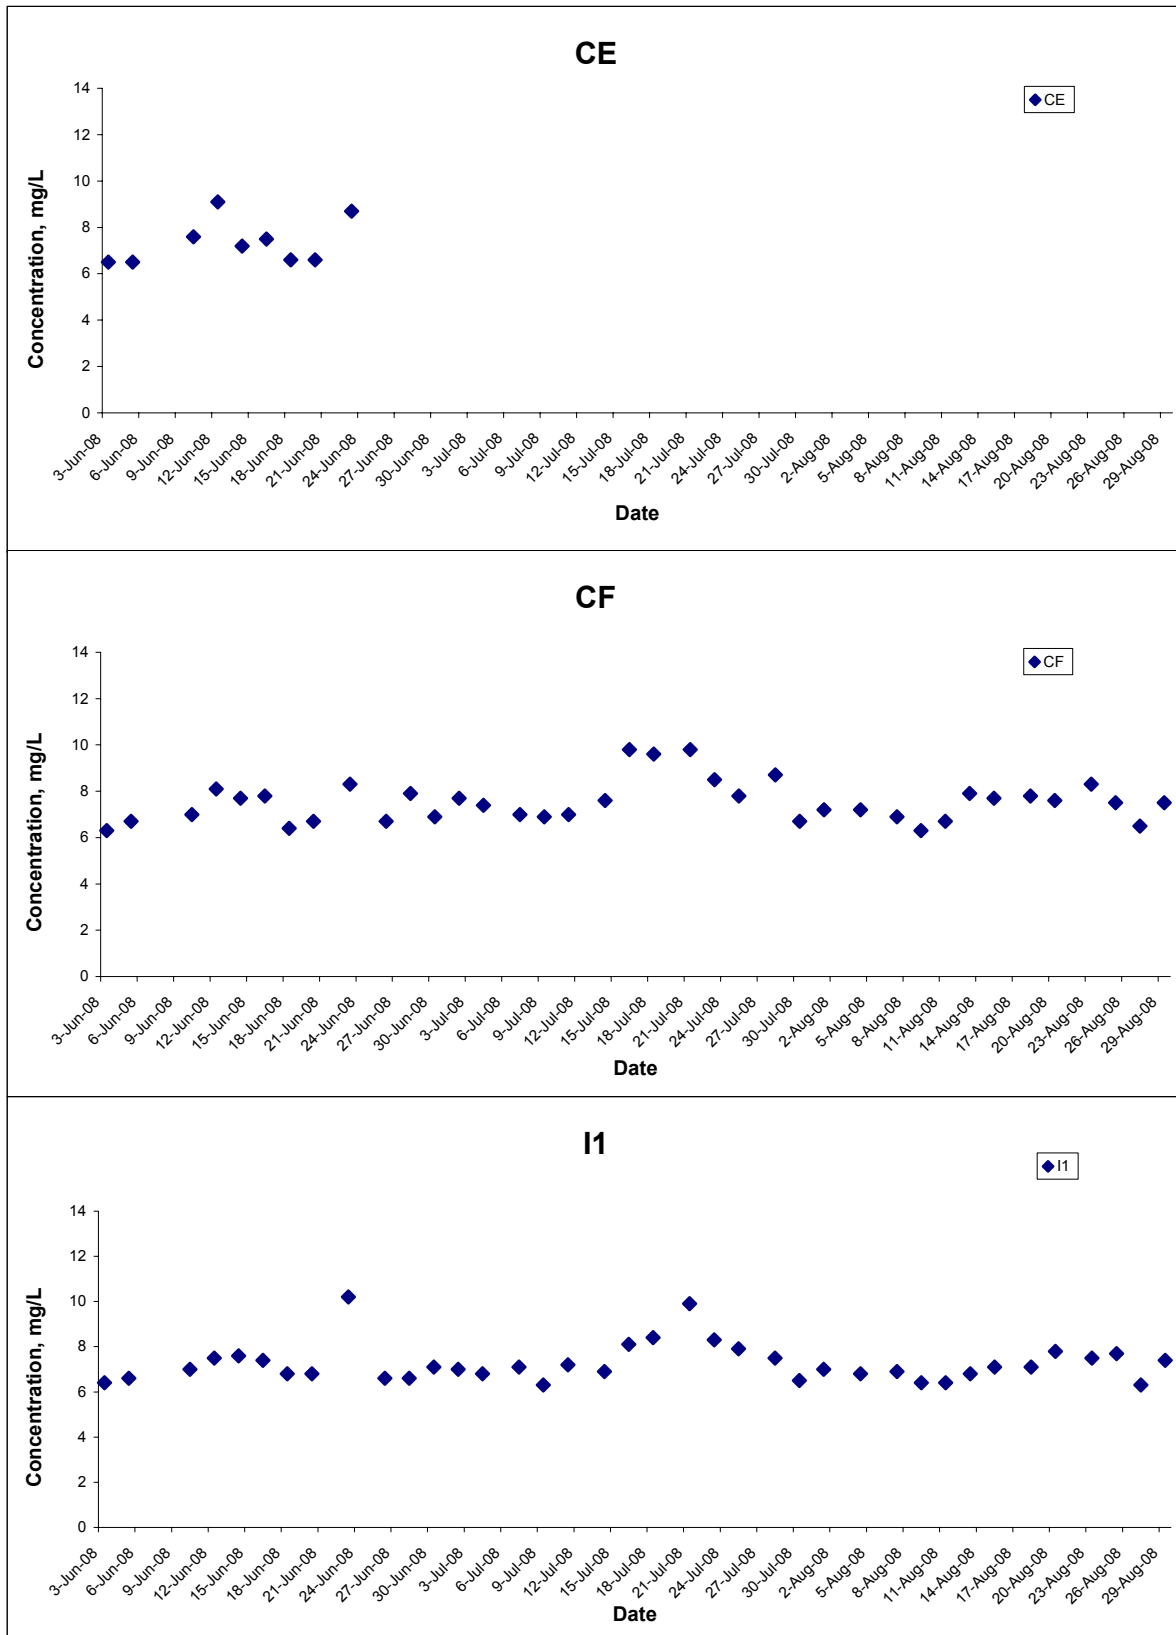 CE
CE
14
12
10
8
6
4
2
0
Concentration, mg/L
3-Jun-08 6-Jun-08 9-Jun-08 12-Jun-08 15-Jun-08 18-Jun-08 21-Jun-08 24-Jun-08 27-Jun-08 30-Jun-08 3-Jul-08 6-Jul-08 9-Jul-08 12-Jul-08 15-Jul-08 18-Jul-08 21-Jul-08 24-Jul-08 27-Jul-08 30-Jul-08 2-Aug-08 5-Aug-08 8-Aug-08 11-Aug-08 14-Aug-08 17-Aug-08 20-Aug-08 23-Aug-08 26-Aug-08 29-Aug-08
Date
CF
CF
14
12
10
8
6
4
2
0
Concentration, mg/L
3-Jun-08 6-Jun-08 9-Jun-08 12-Jun-08 15-Jun-08 18-Jun-08 21-Jun-08 24-Jun-08 27-Jun-08 30-Jun-08 3-Jul-08 6-Jul-08 9-Jul-08 12-Jul-08 15-Jul-08 18-Jul-08 21-Jul-08 24-Jul-08 27-Jul-08 30-Jul-08 2-Aug-08 5-Aug-08 8-Aug-08 11-Aug-08 14-Aug-08 17-Aug-08 20-Aug-08 23-Aug-08 26-Aug-08 29-Aug-08
Date
I1
I1
14
12
10
8
6
4
2
0
Concentration, mg/L
3-Jun-08 6-Jun-08 9-Jun-08 12-Jun-08 15-Jun-08 18-Jun-08 21-Jun-08 24-Jun-08 27-Jun-08 30-Jun-08 3-Jul-08 6-Jul-08 9-Jul-08 12-Jul-08 15-Jul-08 18-Jul-08 21-Jul-08 24-Jul-08 27-Jul-08 30-Jul-08 2-Aug-08 5-Aug-08 8-Aug-08 11-Aug-08 14-Aug-08 17-Aug-08 20-Aug-08 23-Aug-08 26-Aug-08 29-Aug-08
Date